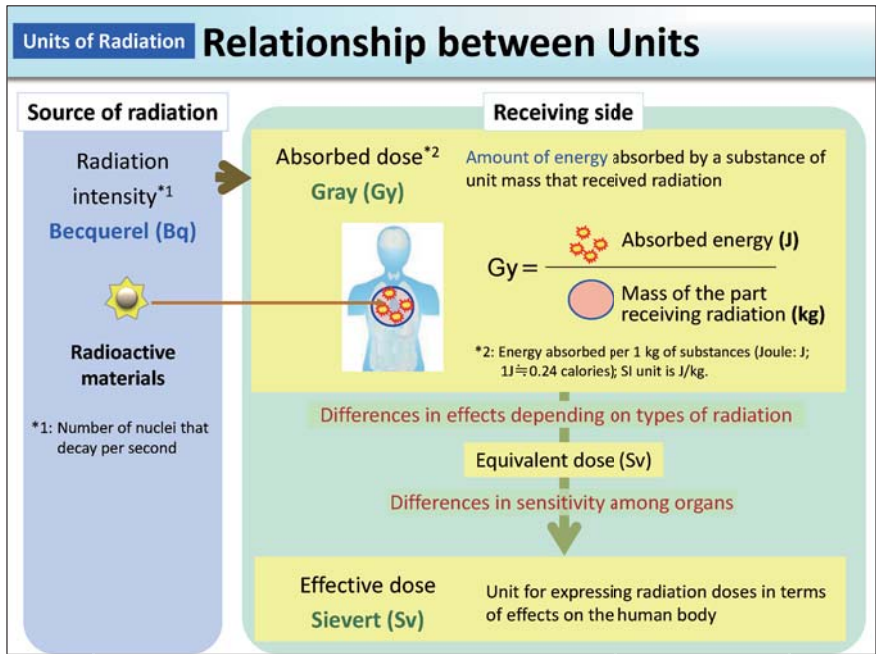 Units of Radiation
Relationship between Units
Source of radiation
Radiation
intensity*1
Becquerel (Bq)
Radioactive
materials
*1: Number of nuclei that
decay per second
Receiving side
Absorbed dose*2
Gray (Gy)
Amount of energy absorbed by a substance of
unit mass that received radiation
Gy=
Absorbed energy (J)
Mass of the part
receiving radiation (kg)
*2: Energy absorbed per 1 kg of substances (Joule: J;
1J≒0.24 calories); SI unit is J/kg.
Differences in effects depending on types of radiation
Equivalent dose (Sv)
Differences in sensitivity among organs
Effective dose
Sievert (Sv)
Unit for expressing radiation doses in terms
of effects on the human body